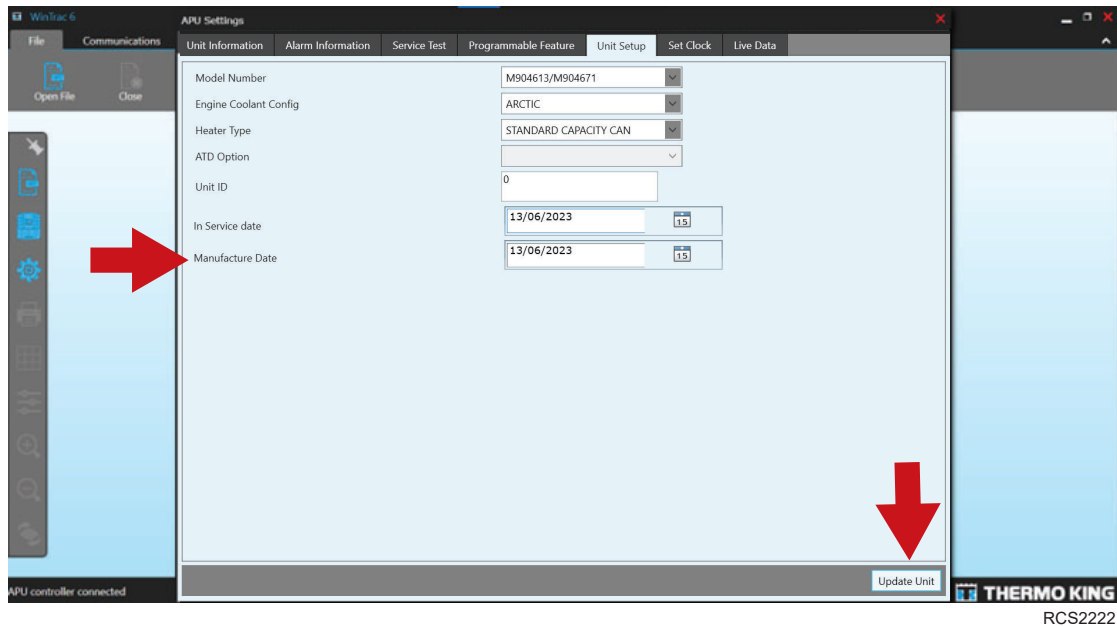 WinTrac 6
APU Settings
File Communications
Unit Information Alarm Information Service Test Programmable Feature Unit Setup Set Clock Live Data
Open File Close
Model Number M904613/M904671
Engine Coolant Config ARCTIC
Heater Type STANDARD CAPACITY CAN
ATD Option
Unit ID 0
In Service date 13/06/2023 15
Manufacture Date 13/06/2023 15
Update Unit
APU controller connected
THERMO KING
RCS2222